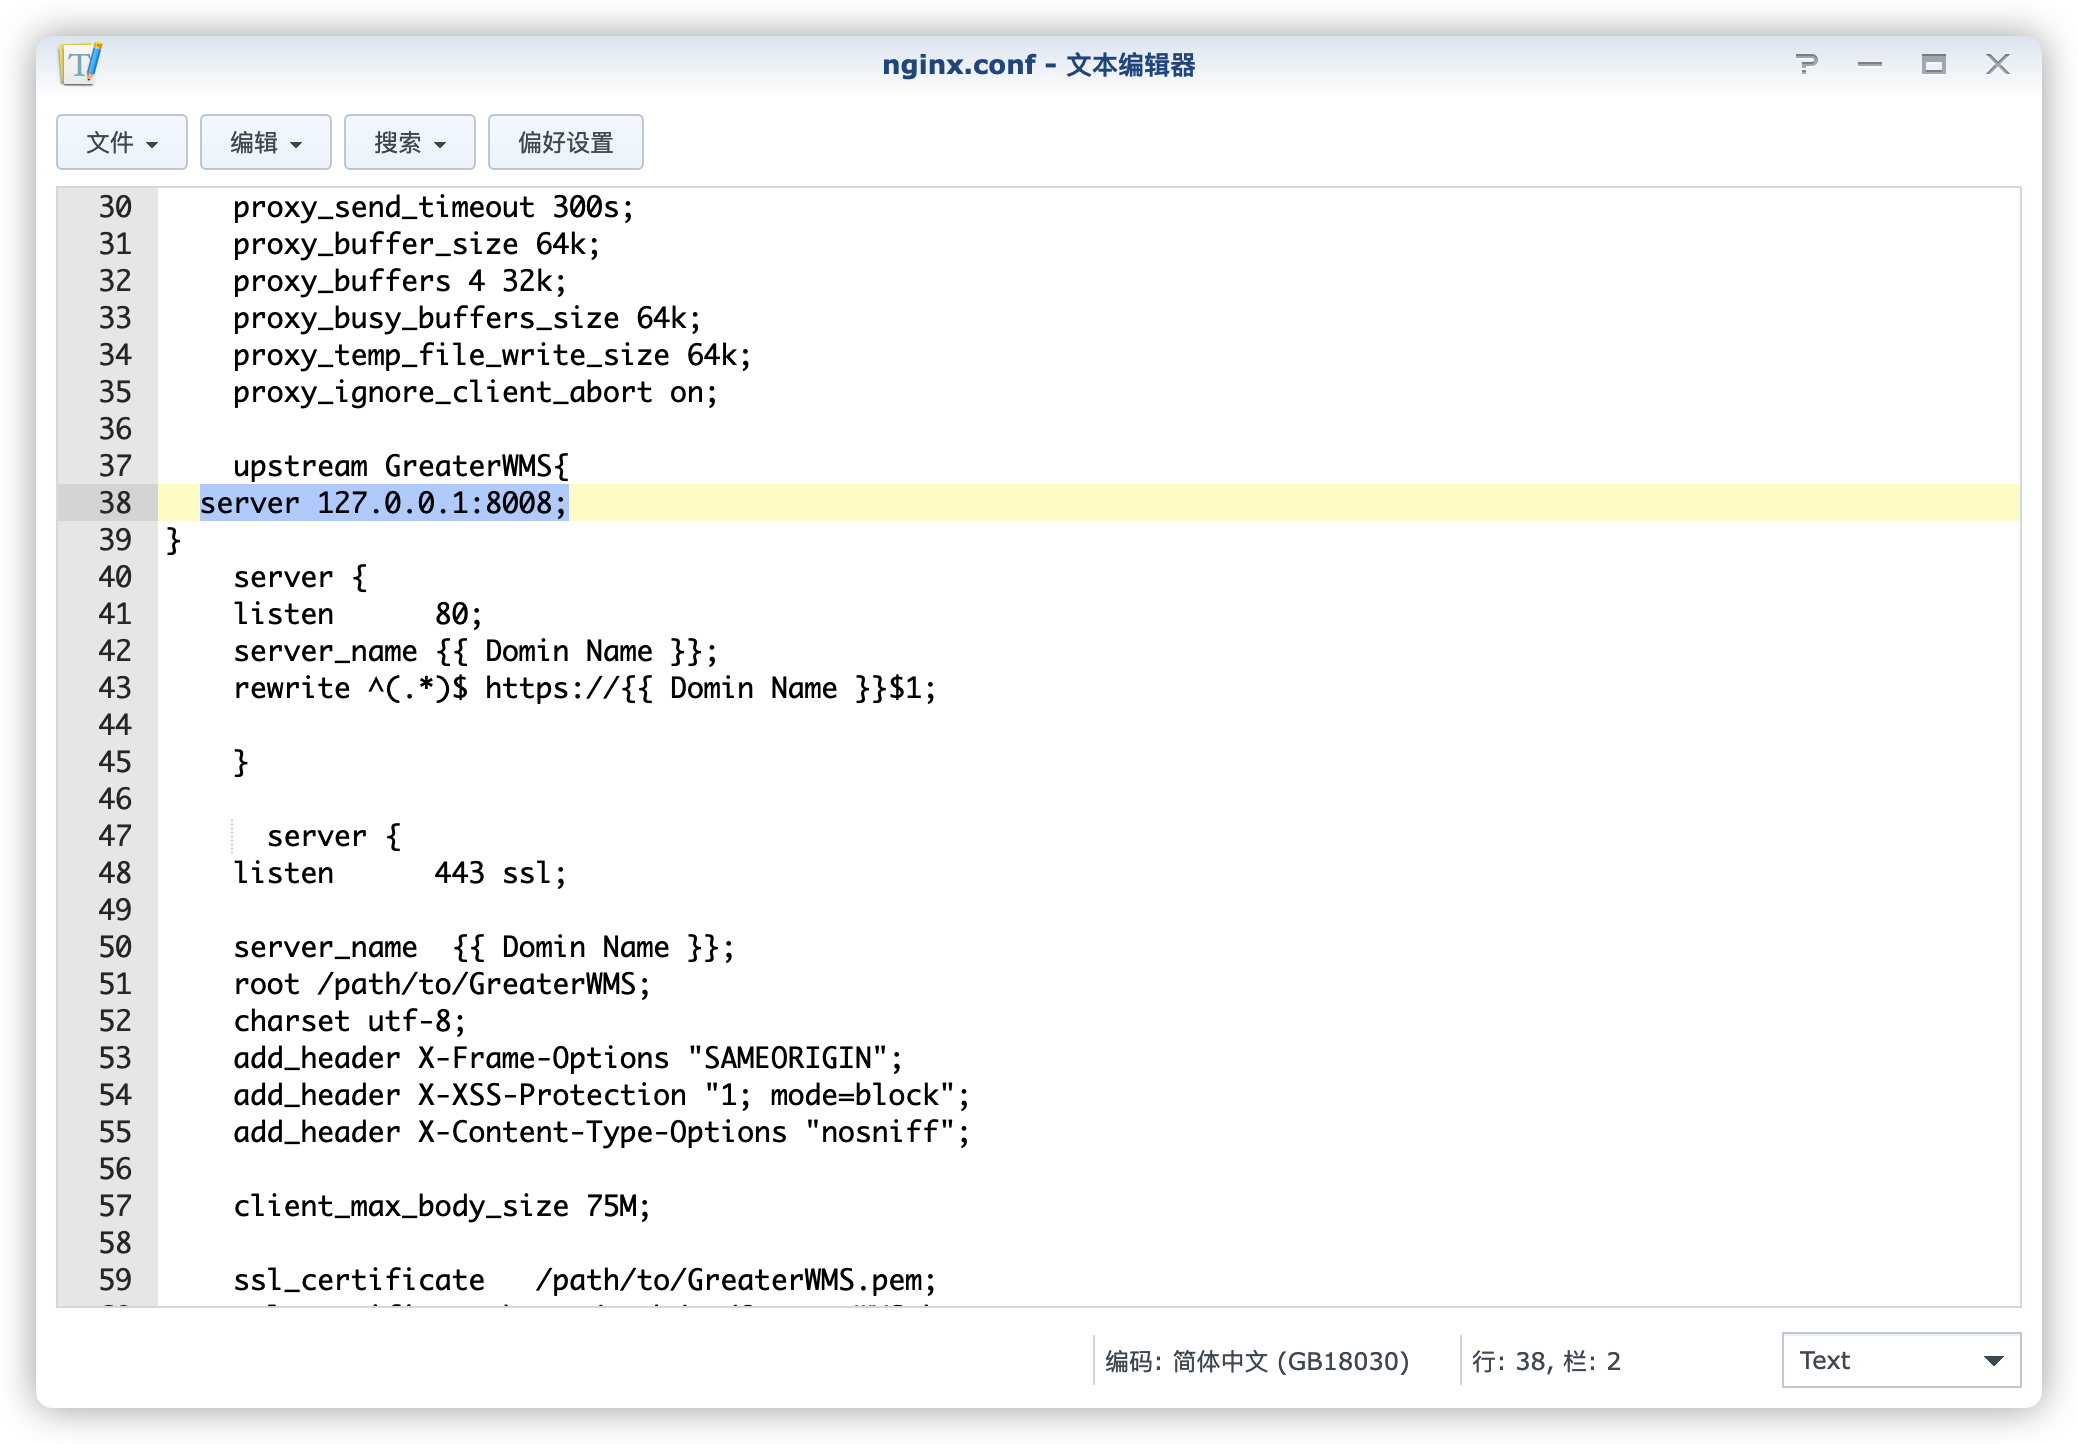 nginx.conf - 文本编辑器
文件 编辑 搜索 偏好设置
30 proxy_send_timeout 300s;
31 proxy_buffer_size 64k;
32 proxy_buffers 4 32k;
33 proxy_busy_buffers_size 64k;
34 proxy_temp_file_write_size 64k;
35 proxy_ignore_client_abort on;
36
37 upstream GreaterWMS{
38 server 127.0.0.1:8008;
39 }
40 server {
41 listen      80;
42 server_name {{ Domin Name }};
43 rewrite ^(.*)$ https://{{ Domin Name }}$1;
44
45 }
46
47 server {
48 listen      443 ssl;
49
50 server_name  {{ Domin Name }};
51 root /path/to/GreaterWMS;
52 charset utf-8;
53 add_header X-Frame-Options "SAMEORIGIN";
54 add_header X-XSS-Protection "1; mode=block";
55 add_header X-Content-Type-Options "nosniff";
56
57 client_max_body_size 75M;
58
59 ssl_certificate   /path/to/GreaterWMS.pem;
编码: 简体中文 (GB18030) 行: 38, 栏: 2 Text